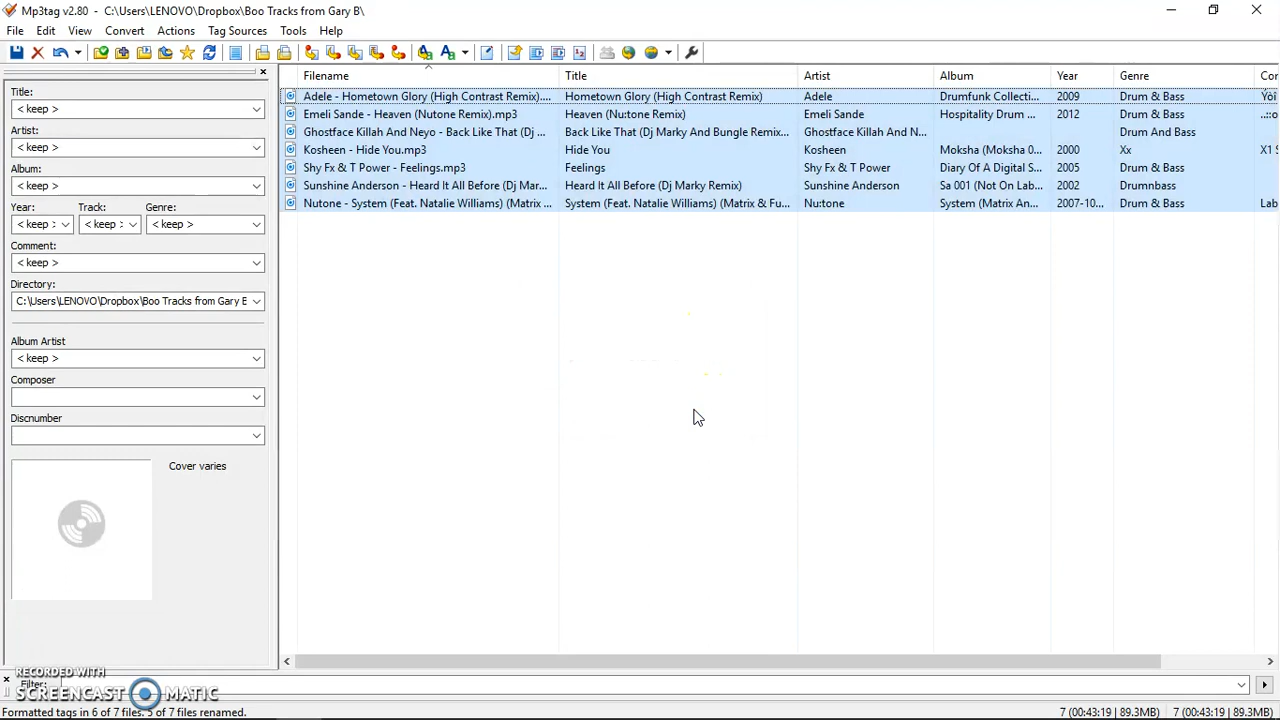 Mp3tag v2.80 - C:\Users\LENOVO\Dropbox\Boo Tracks from Gary B\
File Edit View Convert Actions Tag Sources Tools Help
Title:
< keep >
Artist:
< keep >
Album:
< keep >
Year: Track: Genre:
< keep : < keep : < keep >
Comment:
< keep >
Directory:
C:\Users\LENOVO\Dropbox\Boo Tracks from Gary B
Album Artist
< keep >
Composer
Discnumber
Cover varies
Filename Title Artist Album Year Genre Cor
Adele - Hometown Glory (High Contrast Remix).... Hometown Glory (High Contrast Remix) Adele Drumfunk Collecti... 2009 Drum & Bass Yòi
Emeli Sande - Heaven (Nutone Remix).mp3 Heaven (Nu:tone Remix) Emeli Sande Hospitality Drum ... 2012 Drum & Bass ..::o
Ghostface Killah And Neyo - Back Like That (Dj ... Back Like That (Dj Marky And Bungle Remix... Ghostface Killah And N... Drum And Bass
Kosheen - Hide You.mp3 Hide You Kosheen Moksha (Moksha 0... 2000 Xx X1 S
Shy Fx & T Power - Feelings.mp3 Feelings Shy Fx & T Power Diary Of A Digital S... 2005 Drum & Bass
Sunshine Anderson - Heard It All Before (Dj Mar... Heard It All Before (Dj Marky Remix) Sunshine Anderson Sa 001 (Not On Lab... 2002 Drumnbass
Nutone - System (Feat. Natalie Williams) (Matrix ... System (Feat. Natalie Williams) (Matrix & Fu... Nu:tone System (Matrix An... 2007-10... Drum & Bass Lab
Filter:
RECORDED WITH
SCREENCAST MATIC
Formatted tags in 6 of 7 files. 5 of 7 files renamed. 7 (00:43:19 | 89.3MB) 7 (00:43:19 | 89.3MB)